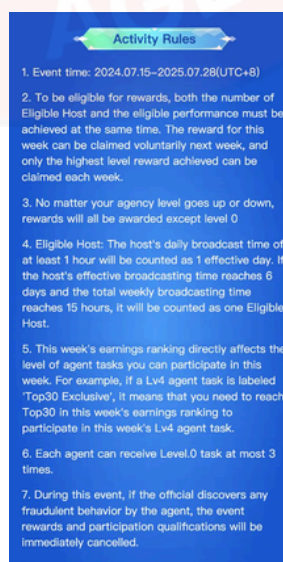 Activity Rules
1. Event time: 2024.07.15-2025.07.28(UTC+8)
2. To be eligible for rewards, both the number of
Eligible Host and the eligible performance must be
achieved at the same time. The reward for this
week can be claimed voluntarily next week, and
only the highest level reward achieved can be
claimed each week.
3. No matter your agency level goes up or down,
rewards will all be awarded except level 0
4. Eligible Host: The host's daily broadcast time of
at least 1 hour will be counted as 1 effective day. If
the host's effective broadcasting time reaches 6
days and the total weekly broadcasting time
reaches 15 hours, it will be counted as one Eligible
Host.
5. This week's earnings ranking directly affects the
level of agent tasks you can participate in this
week. For example, if a Lv4 agent task is labeled
'Top30 Exclusive', it means that you need to reach
Top30 in this week's earnings ranking to
participate in this week's Lv4 agent task.
6. Each agent can receive Level.0 task at most 3
times.
7. During this event, if the official discovers any
fraudulent behavior by the agent, the event
rewards and participation qualifications will be
immediately cancelled.